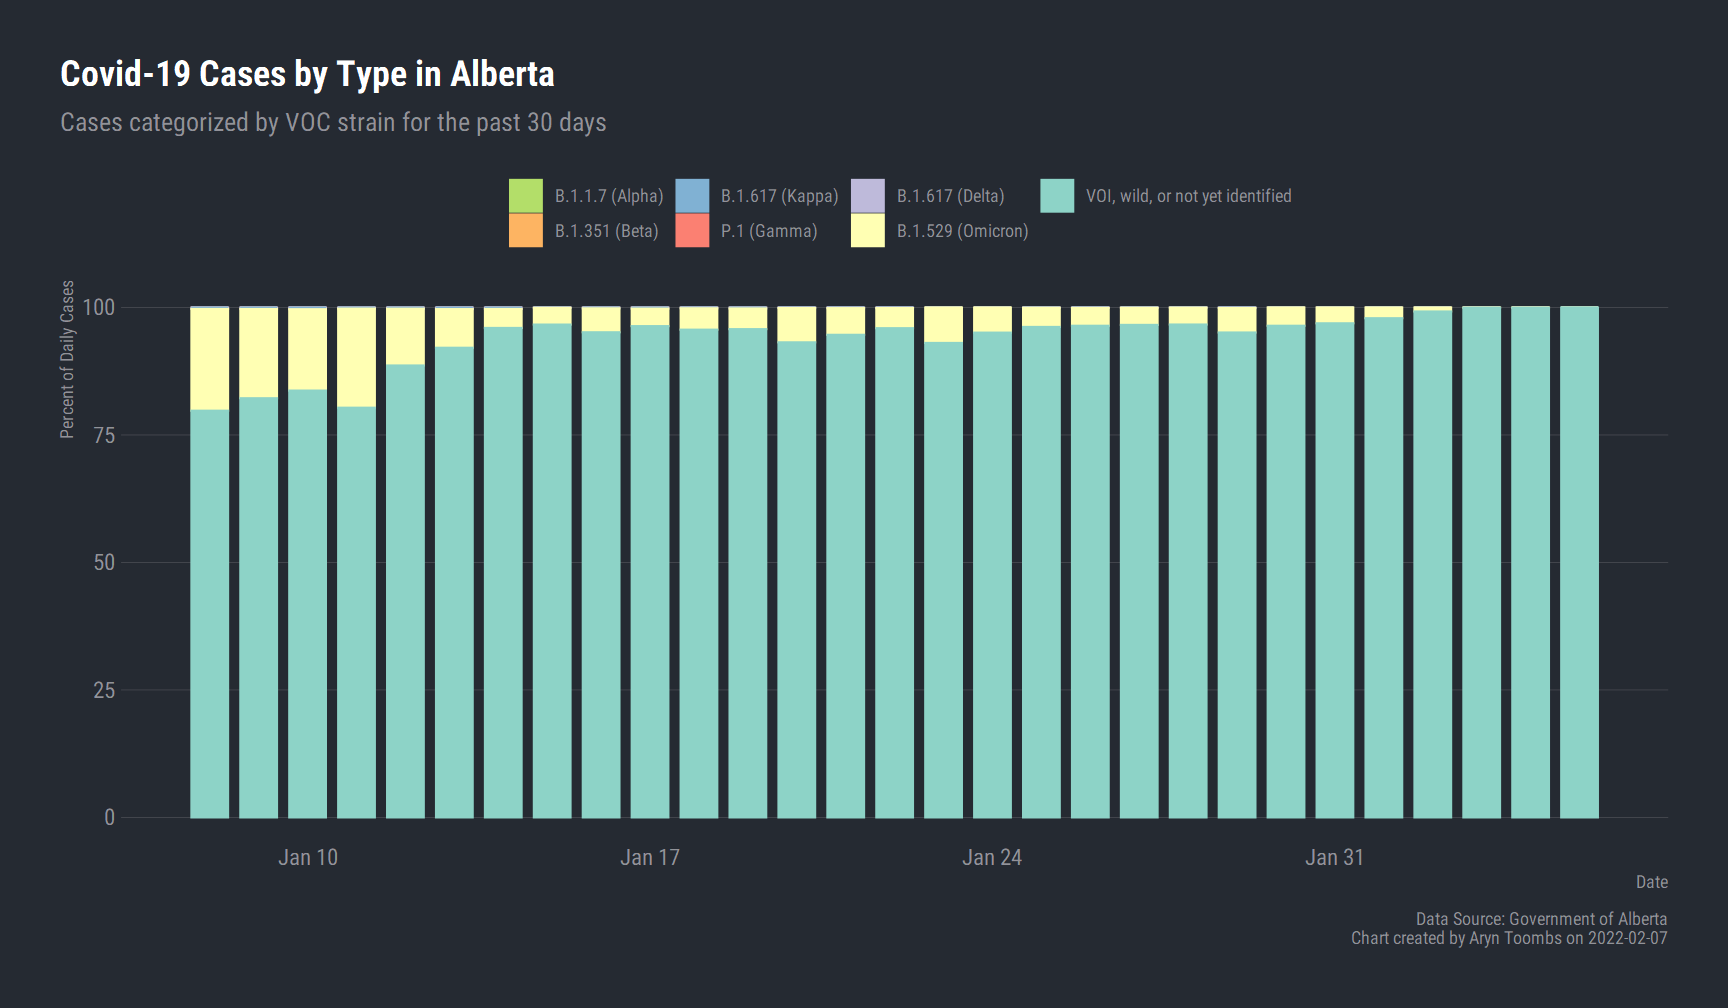 Covid-19 Cases by Type in Alberta
Cases categorized by VOC strain for the past 30 days
B.1.1.7 (Alpha) B.1.617 (Kappa) B.1.617 (Delta) VOI, wild, or not yet identified
B.1.351 (Beta) P.1 (Gamma) B.1.529 (Omicron)
Percent of Daily Cases
100
75
50
25
0
Jan 10 Jan 17 Jan 24 Jan 31
Date
Data Source: Government of Alberta
Chart created by Aryn Toombs on 2022-02-07